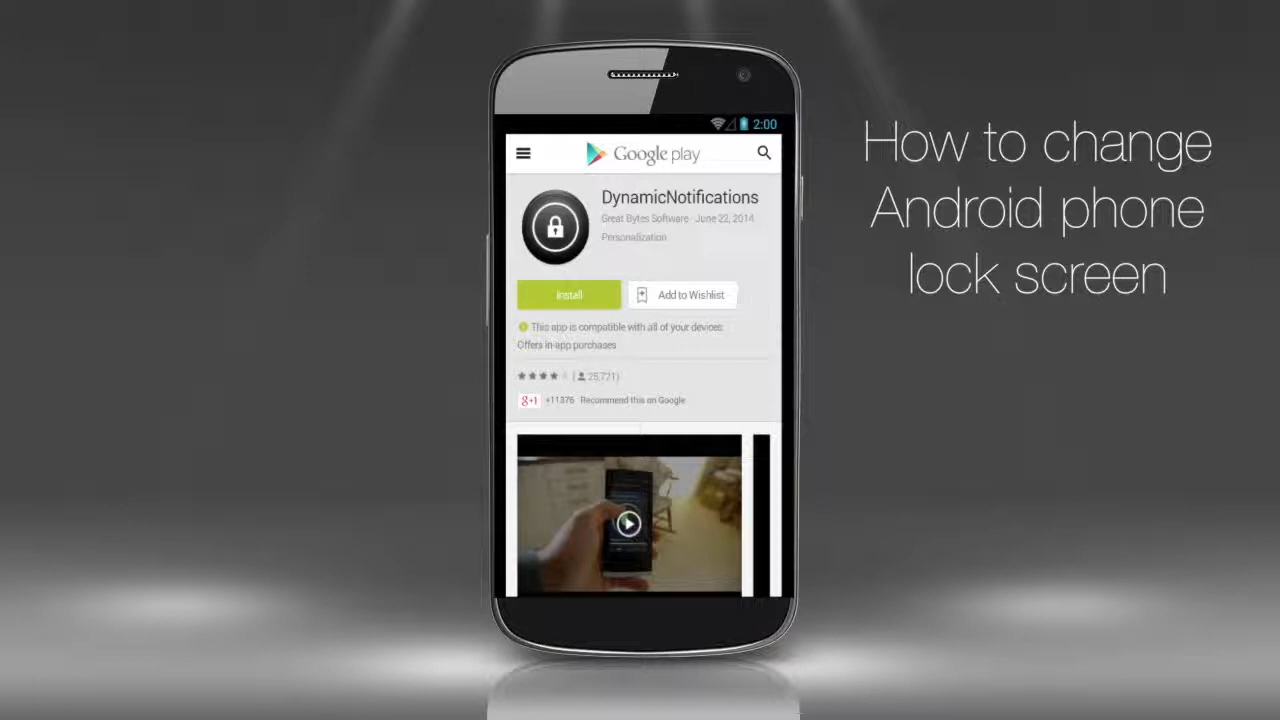 2:00
Google play
DynamicNotifications
Great Bytes Software - June 22, 2014
Personalization
Install
Add to Wishlist
This app is compatible with all of your devices.
Offers in-app purchases
(25,721)
g+1 +11376 Recommend this on Google
How to change
Android phone
lock screen